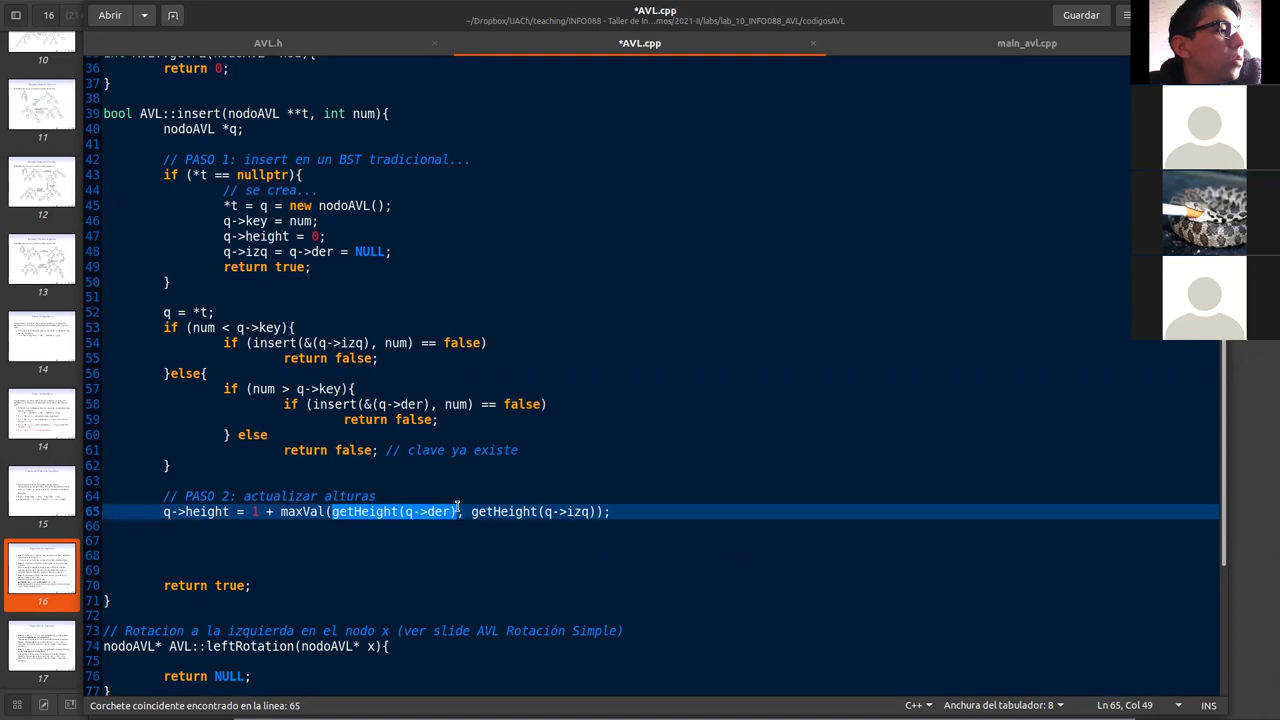 16
(21
Abrir
*AVL.cpp
~/Dropbox/UACh/teaching/INFO088 - Taller de In…mos/2021-II/labs/lab_10_INFO088_AVL/codigosAVL
Guardar
AVL.h
*AVL.cpp
main_avl.cpp
36 return 0;
37 }
38
39 bool AVL::insert(nodoAVL **t, int num){
40 nodoAVL *q;
41
42 // PASO 1: insert en un BST tradicional...
43 if (*t == nullptr){
44 // se crea...
45 *t = q = new nodoAVL();
46 q->key = num;
47 q->height = 0;
48 q->izq = q->der = NULL;
49 return true;
50 }
51
52 q = *t;
53 if (num < q->key){
54 if (insert(&(q->izq), num) == false)
55 return false;
56 }else{
57 if (num > q->key){
58 if (insert(&(q->der), num) == false)
59 return false;
60 } else
61 return false; // clave ya existe
62 }
63
64 // PASO 2: actualizar alturas
65 q->height = 1 + maxVal(getHeight(q->der), getHeight(q->izq));
66
67
68
69
70 return true;
71 }
72
73 // Rotacion a la izquierda en el nodo x (ver slide AVL Rotación Simple)
74 nodoAVL* AVL::leftRotation(nodoAVL* x){
75
76 return NULL;
77 }
10
11
12
13
14
14
15
16
17
Corchete coincidente encontrado en la línea: 65
C++
Anchura del tabulador: 8
Ln 65, Col 49
INS